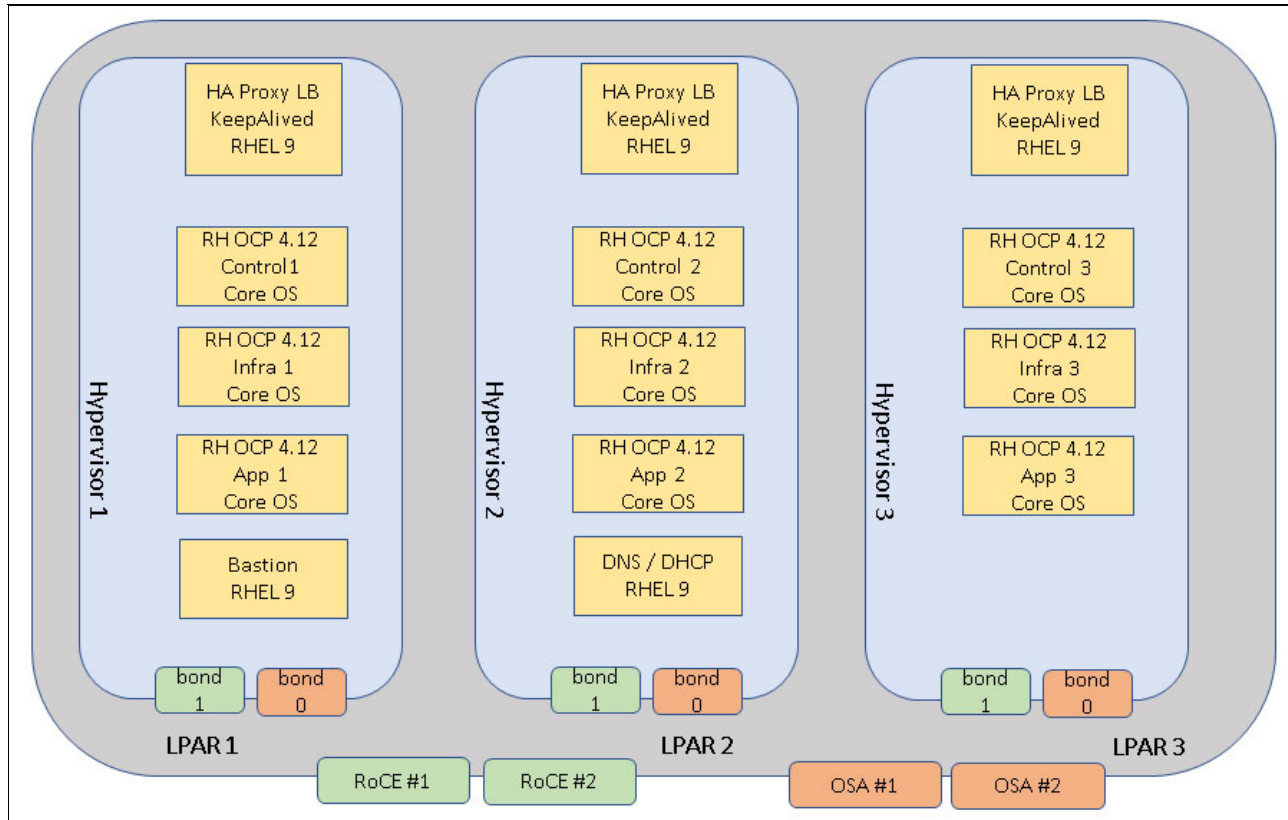 HA Proxy LB
KeepAlived
RHEL 9
RH OCP 4.12
Control1
Core OS
RH OCP 4.12
Infra 1
Core OS
RH OCP 4.12
App 1
Core OS
Bastion
RHEL 9
Hypervisor 1
bond
1
bond
0
LPAR 1
HA Proxy LB
KeepAlived
RHEL 9
RH OCP 4.12
Control 2
Core OS
RH OCP 4.12
Infra 2
Core OS
RH OCP 4.12
App 2
Core OS
DNS / DHCP
RHEL 9
Hypervisor 2
bond
1
bond
0
LPAR 2
HA Proxy LB
KeepAlived
RHEL 9
RH OCP 4.12
Control 3
Core OS
RH OCP 4.12
Infra 3
Core OS
RH OCP 4.12
App 3
Core OS
Hypervisor 3
bond
1
bond
0
LPAR 3
RoCE #1
RoCE #2
OSA #1
OSA #2